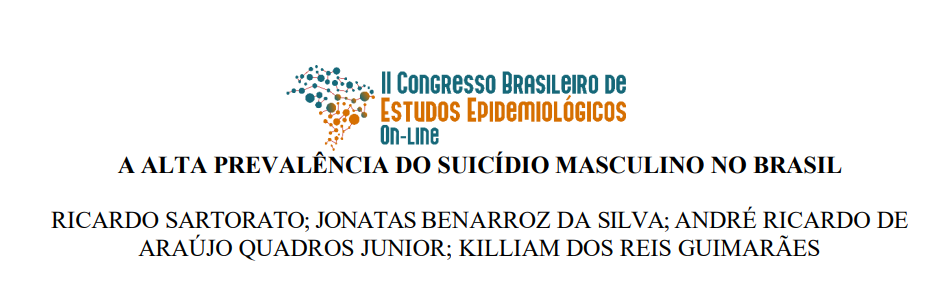 II Congresso Brasileiro de
Estudos Epidemiológicos
On-line
A ALTA PREVALÊNCIA DO SUICÍDIO MASCULINO NO BRASIL
RICARDO SARTORATO; JONATAS BENARROZ DA SILVA; ANDRÉ RICARDO DE
ARAÚJO QUADROS JUNIOR; KILLIAM DOS REIS GUIMARÃES